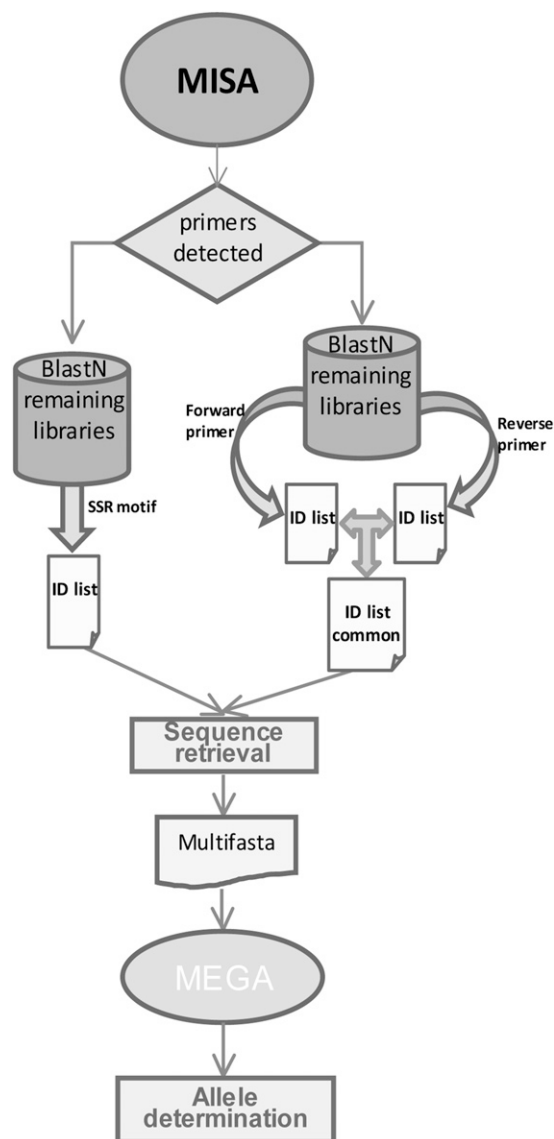 MISA
primers
detected
BlastN
remaining
libraries
BlastN
remaining
libraries
Forward
primer
Reverse
primer
SSR motif
ID list
ID list
ID list
ID list
common
Sequence
retrieval
Multifasta
MEGA
Allele
determination